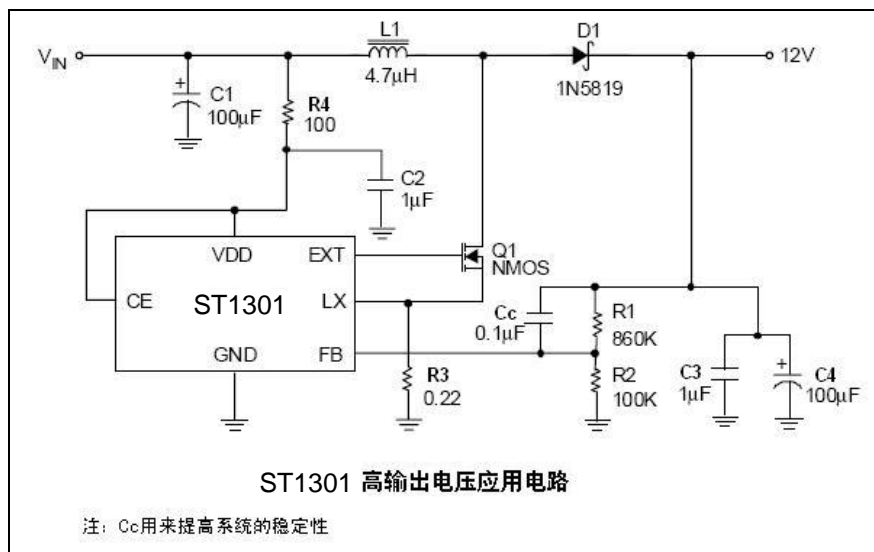 L1
D1
VIN
12V
4.7μH
1N5819
+
C1
100μF
R4
100
C2
1μF
VDD
EXT
Q1
NMOS
CE
ST1301
LX
Cc
0.1μF
R1
860K
GND
FB
R3
0.22
R2
100K
C3
1μF
+
C4
100μF
ST1301 高输出电压应用电路
注：Cc用来提高系统的稳定性